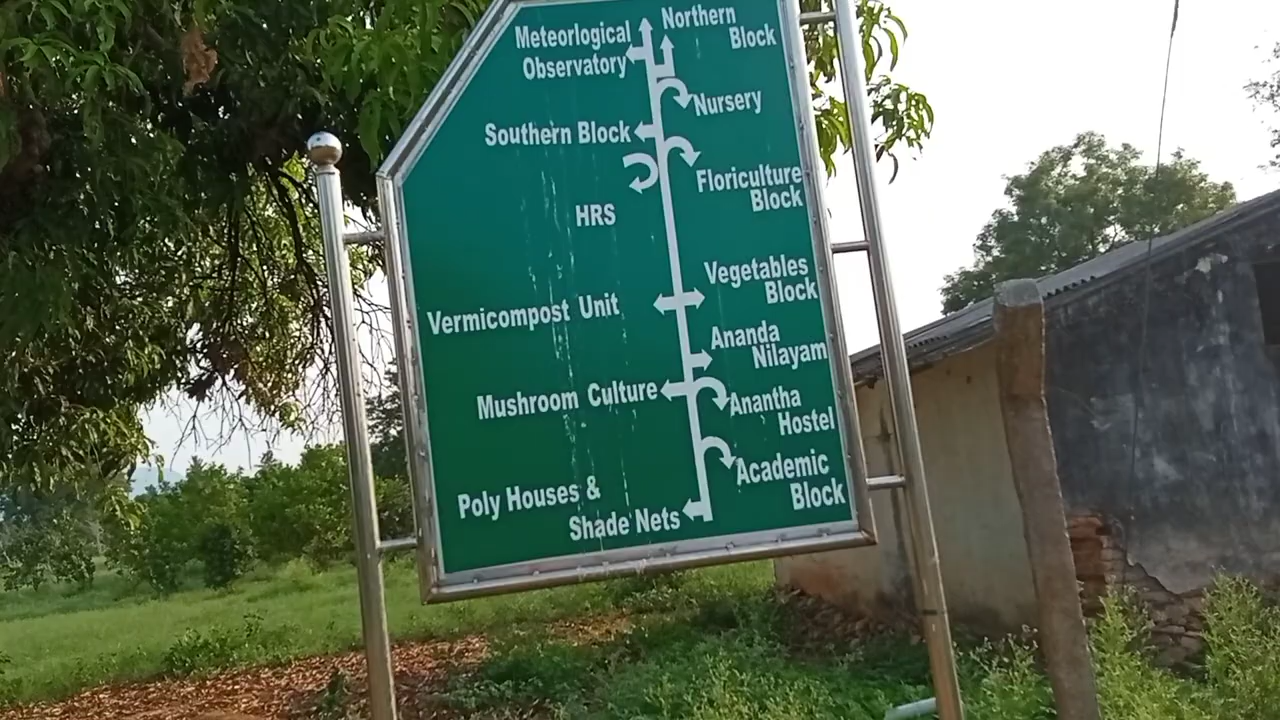 Meteorlogical
Observatory
Northern
Block
Nursery
Southern Block
Floriculture
Block
HRS
Vegetables
Block
Vermicompost Unit
Ananda
Nilayam
Mushroom Culture
Anantha
Hostel
Academic
Block
Poly Houses &
Shade Nets